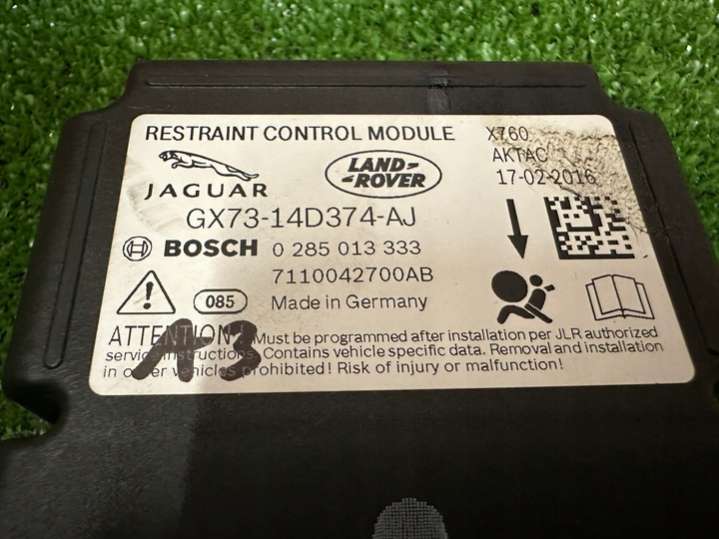 RESTRAINT CONTROL MODULE X760
AKTAC
JAGUAR LAND-ROVER 17-02-2016
GX73-14D374-AJ
BOSCH 0 285 013 333
7110042700AB
085 Made in Germany
ATTENTION! Must be programmed after installation per JLR authorized
service instructions. Contains vehicle specific data. Removal and installation
in other vehicles prohibited! Risk of injury or malfunction!